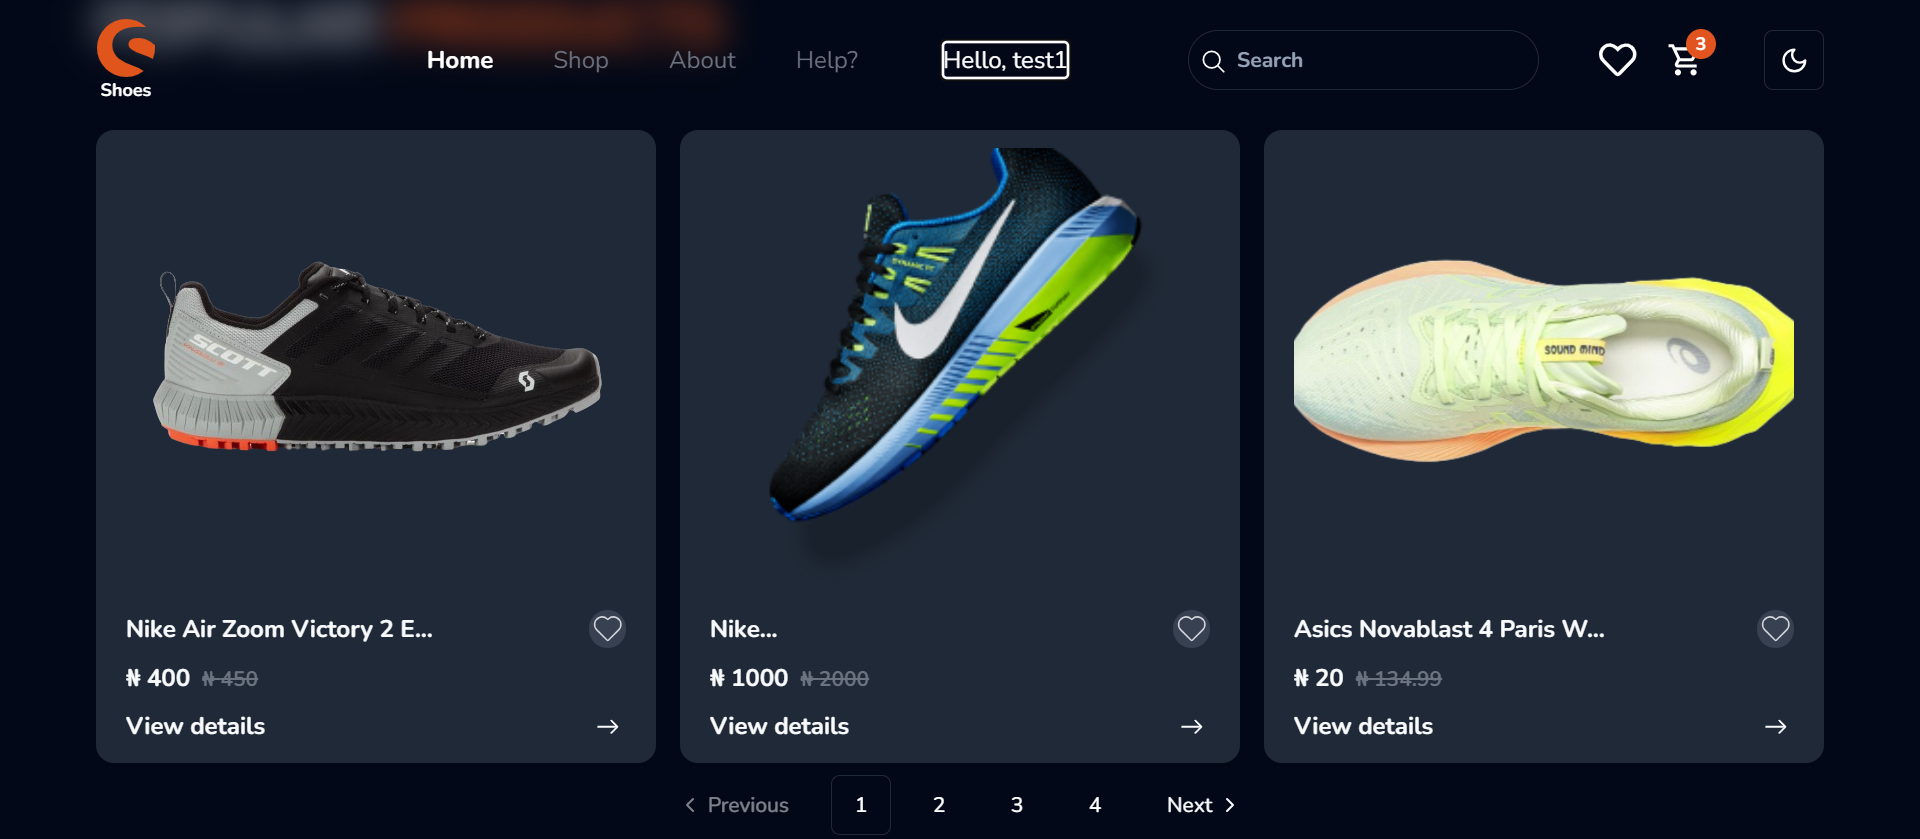 Shoes
Home
Shop
About
Help?
Hello, test1
Search
3
SCOTT
SOUND MIND
Nike Air Zoom Victory 2 E...
₦ 400 ₦ 450
View details
Nike...
₦ 1000 ₦ 2000
View details
Asics Novablast 4 Paris W...
₦ 20 ₦ 134.99
View details
Previous
1
2
3
4
Next